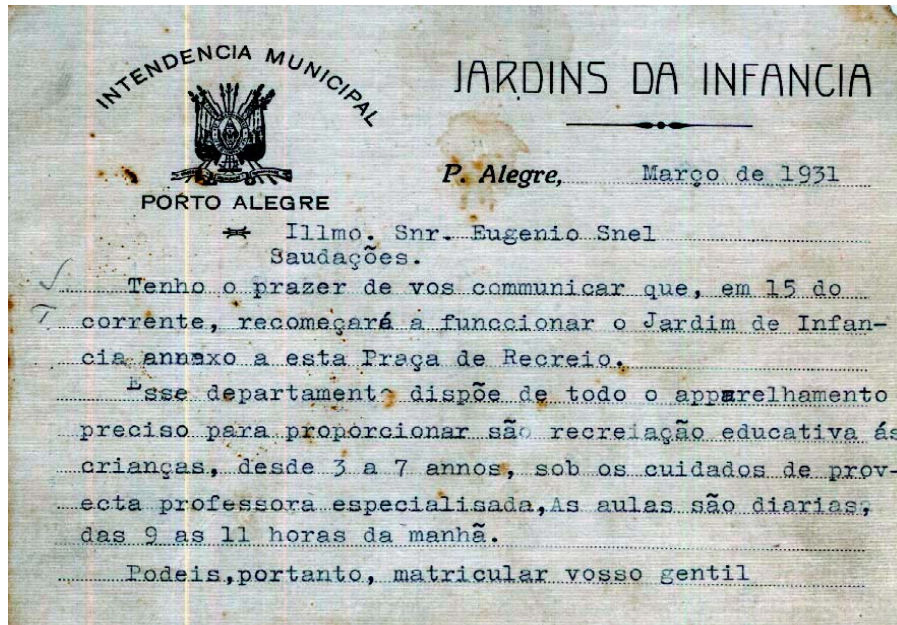 INTENDENCIA MUNICIPAL
PORTO ALEGRE
JARDINS DA INFANCIA
P. Alegre, Março de 1931
Illmo. Snr. Eugenio Snel
Saudações.
Tenho o prazer de vos communicar que, em 15 do
corrente, recomeçará a funccionar o Jardim de Infan-
cia annexo a esta Praça de Recreio.
Esse departamento dispõe de todo o apparelhamento
preciso para proporcionar são recreiação educativa ás
crianças, desde 3 a 7 annos, sob os cuidados de prov-
ecta professora especialisada,As aulas são diarias,
das 9 as 11 horas da manhã.
Podeis,portanto, matricular vosso gentil